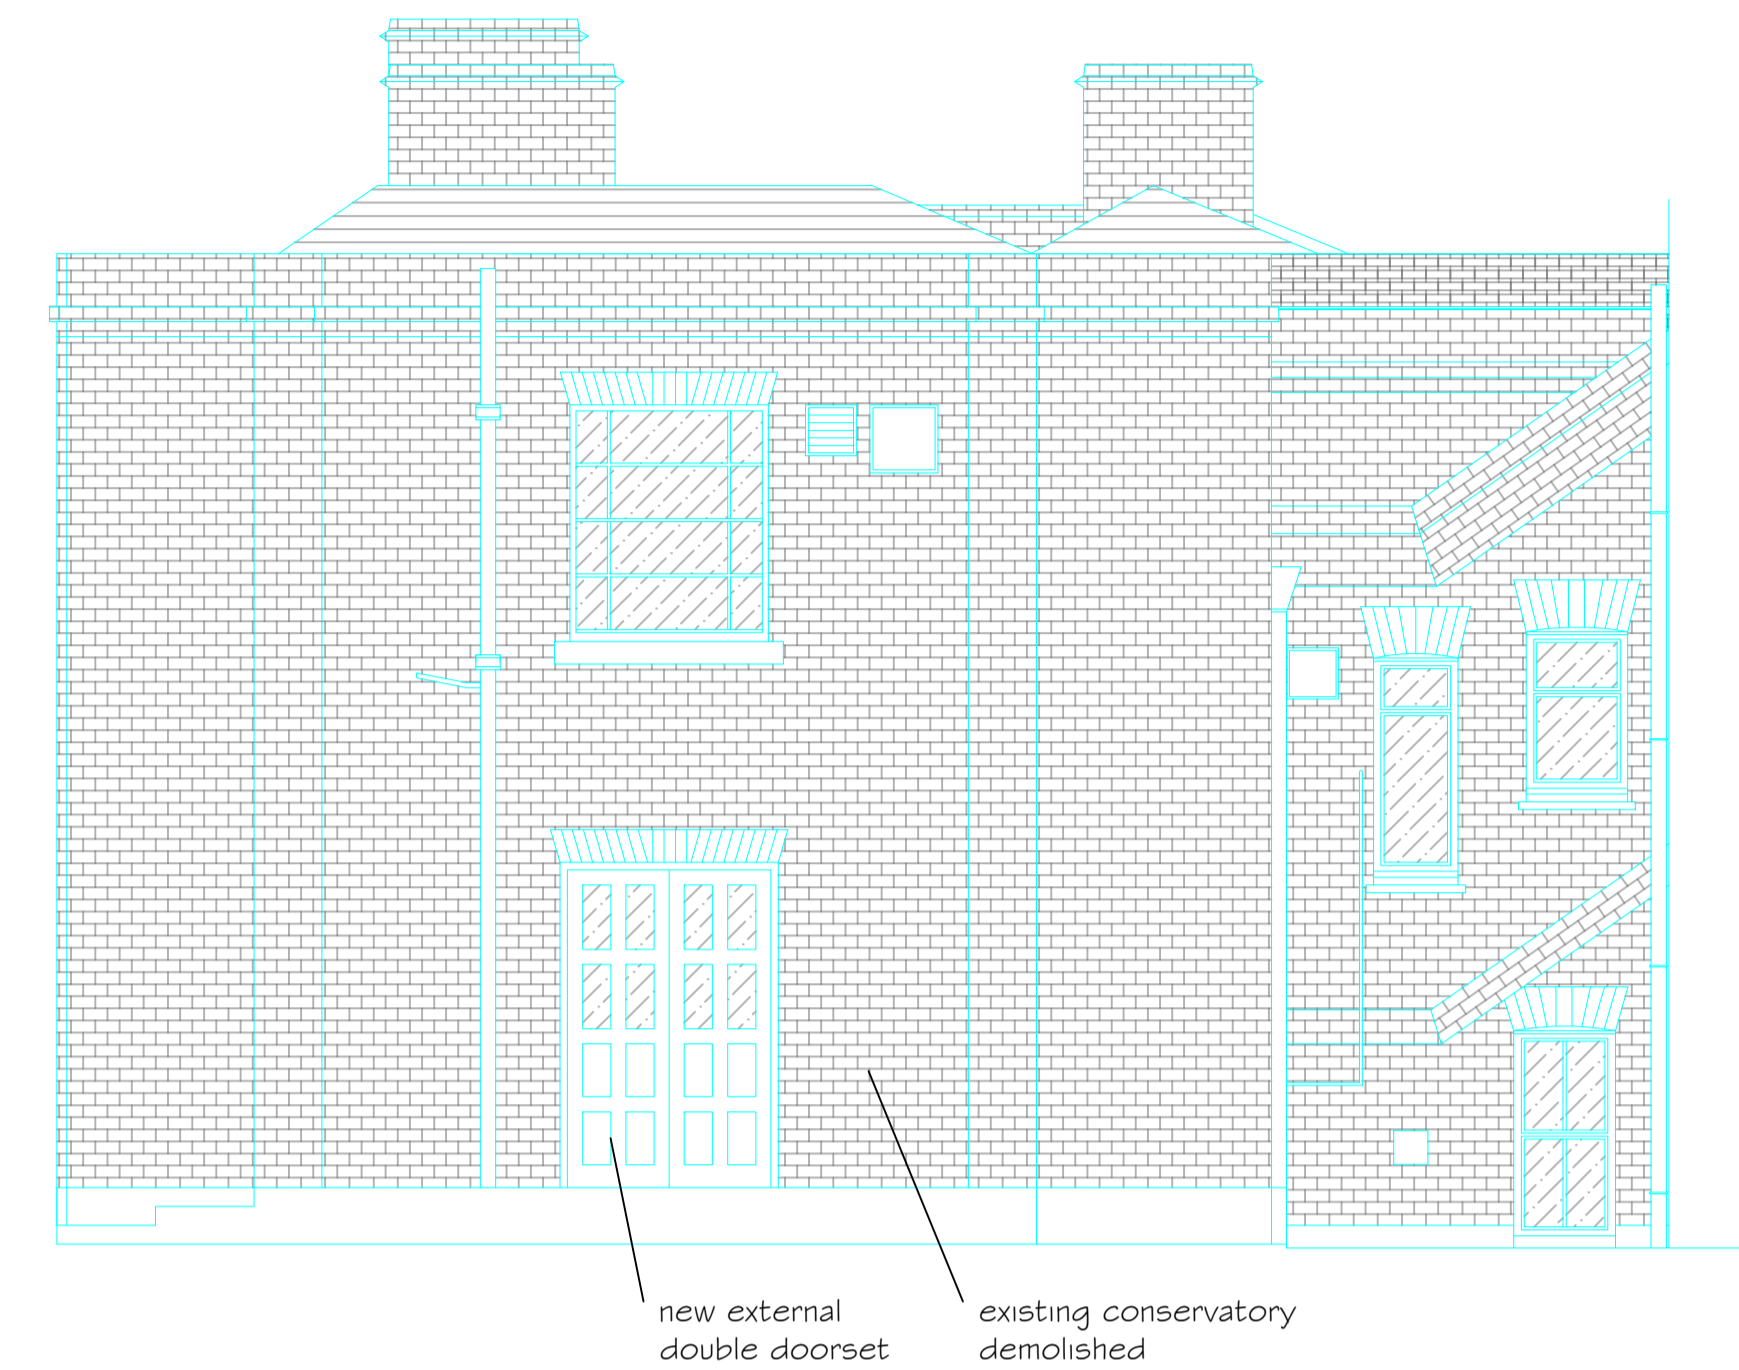 new external
double doorset
existing conservatory
demolished